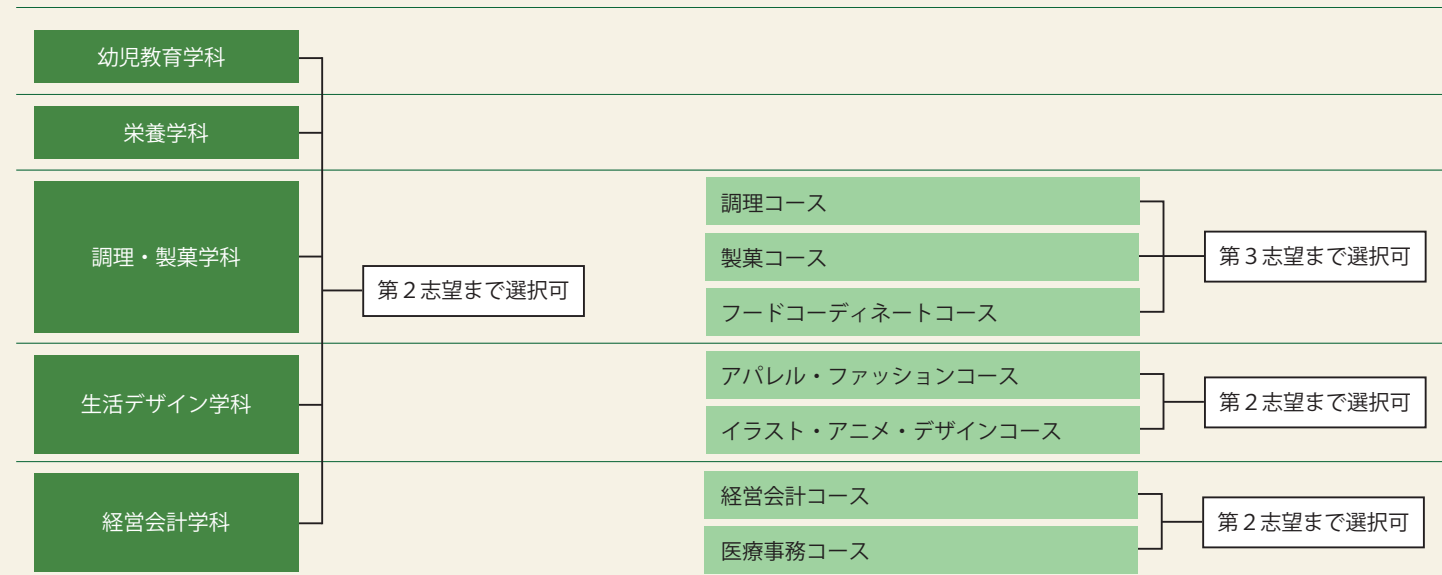 幼児教育学科
栄養学科
調理・製菓学科
第２志望まで選択可
生活デザイン学科
経営会計学科
調理コース
製菓コース
フードコーディネートコース
第３志望まで選択可
アパレル・ファッションコース
イラスト・アニメ・デザインコース
第２志望まで選択可
経営会計コース
医療事務コース
第２志望まで選択可